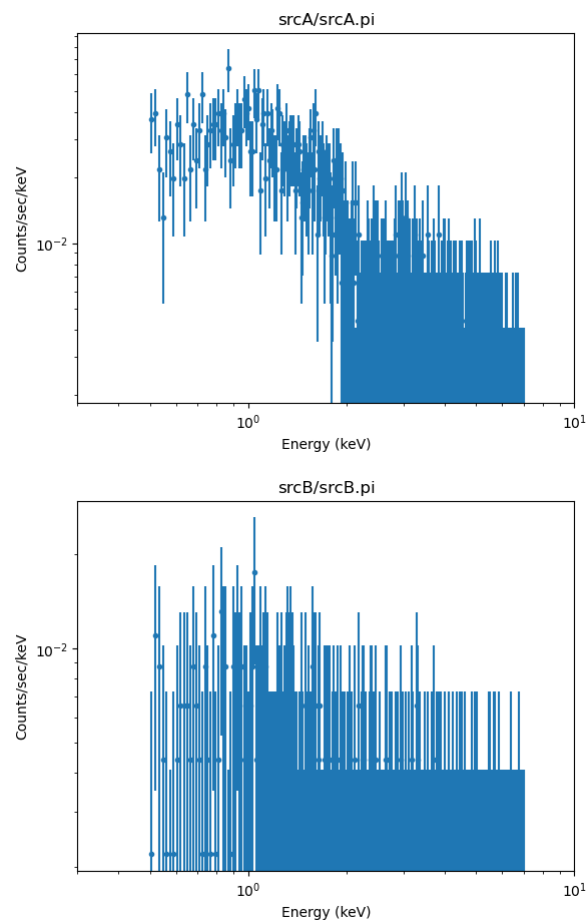 srcA/srcA.pi
Counts/sec/keV
10⁻²
10⁰
10¹
Energy (keV)
srcB/srcB.pi
Counts/sec/keV
10⁻²
10⁰
10¹
Energy (keV)